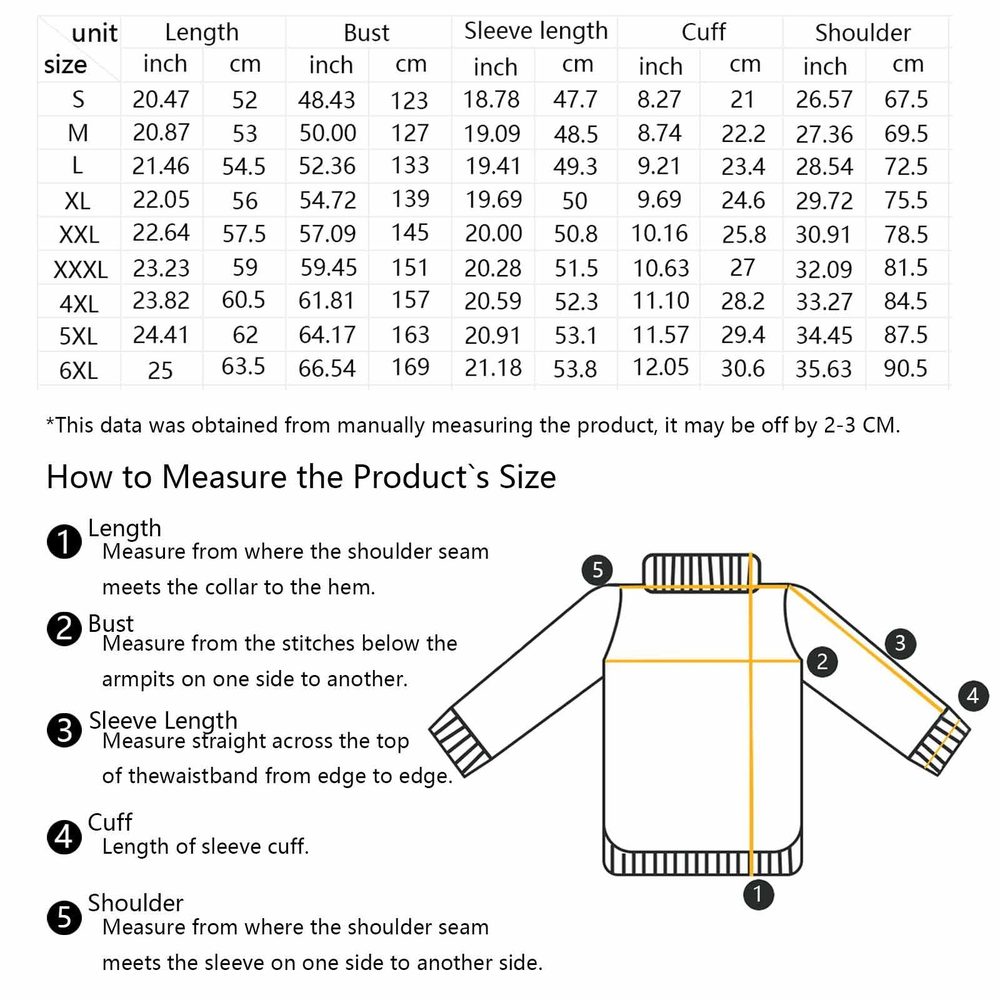 unit Length Bust Sleeve length Cuff Shoulder
size inch cm inch cm inch cm inch cm inch cm
S 20.47 52 48.43 123 18.78 47.7 8.27 21 26.57 67.5
M 20.87 53 50.00 127 19.09 48.5 8.74 22.2 27.36 69.5
L 21.46 54.5 52.36 133 19.41 49.3 9.21 23.4 28.54 72.5
XL 22.05 56 54.72 139 19.69 50 9.69 24.6 29.72 75.5
XXL 22.64 57.5 57.09 145 20.00 50.8 10.16 25.8 30.91 78.5
XXXL 23.23 59 59.45 151 20.28 51.5 10.63 27 32.09 81.5
4XL 23.82 60.5 61.81 157 20.59 52.3 11.10 28.2 33.27 84.5
5XL 24.41 62 64.17 163 20.91 53.1 11.57 29.4 34.45 87.5
6XL 25 63.5 66.54 169 21.18 53.8 12.05 30.6 35.63 90.5
*This data was obtained from manually measuring the product, it may be off by 2-3 CM.
How to Measure the Product`s Size
1 Length
Measure from where the shoulder seam
meets the collar to the hem.
2 Bust
Measure from the stitches below the
armpits on one side to another.
3 Sleeve Length
Measure straight across the top
of thewaistband from edge to edge.
4 Cuff
Length of sleeve cuff.
5 Shoulder
Measure from where the shoulder seam
meets the sleeve on one side to another side.
5
3
2
4
1